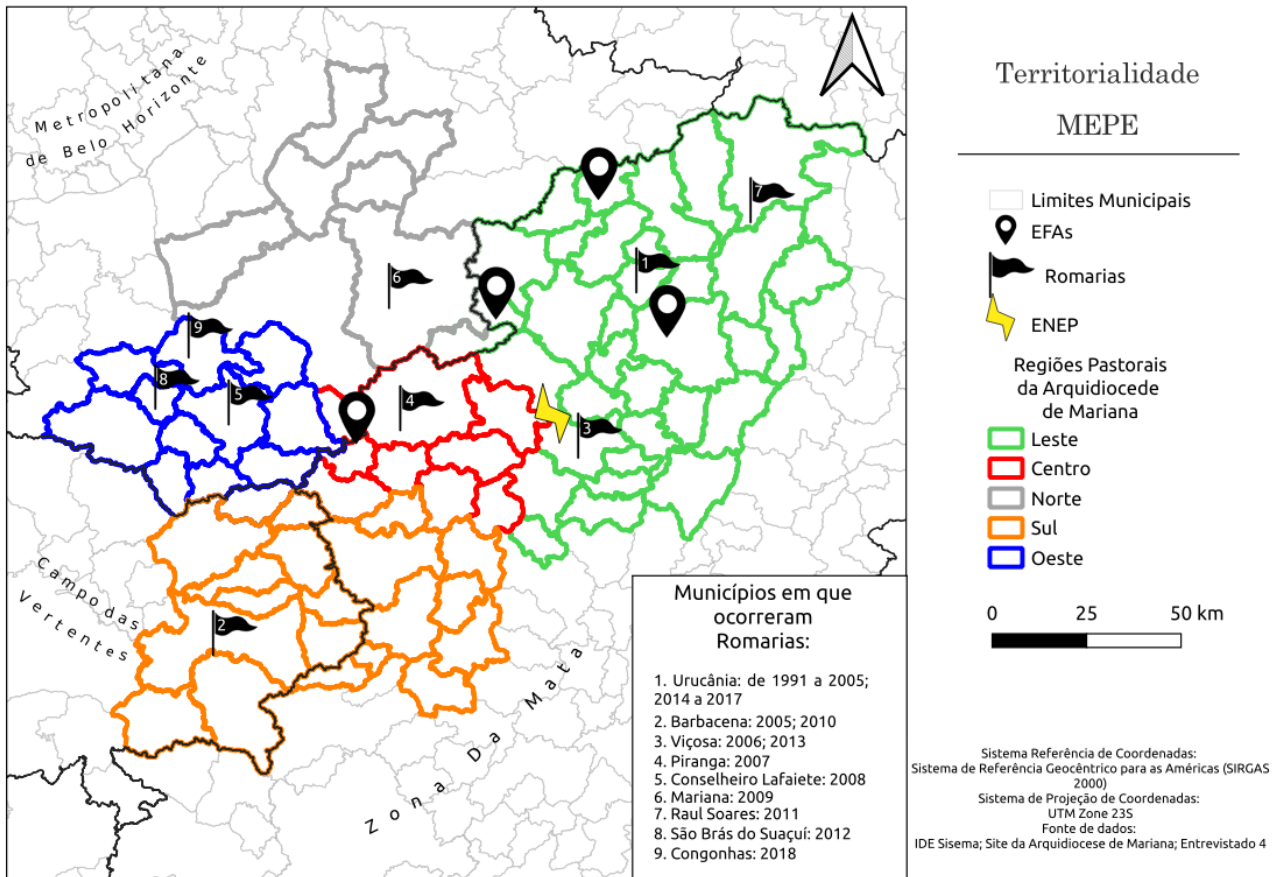 Metropolitana
de Belo Horizonte
7
1
6
9
8
5
4
3
2
Campo das
Vertentes
Zona Da Mata
Municípios em que
ocorreram
Romarias:
1. Urucânia: de 1991 a 2005;
2014 a 2017
2. Barbacena: 2005; 2010
3. Viçosa: 2006; 2013
4. Piranga: 2007
5. Conselheiro Lafaiete: 2008
6. Mariana: 2009
7. Raul Soares: 2011
8. São Brás do Suaçuí: 2012
9. Congonhas: 2018
Territorialidade
MEPE
Limites Municipais
EFAs
Romarias
ENEP
Regiões Pastorais
da Arquidiocede
de Mariana
Leste
Centro
Norte
Sul
Oeste
0 25 50 km
Sistema Referência de Coordenadas:
Sistema de Referência Geocêntrico para as Américas (SIRGAS
2000)
Sistema de Projeção de Coordenadas:
UTM Zone 23S
Fonte de dados:
IDE Sisema; Site da Arquidiocese de Mariana; Entrevistado 4